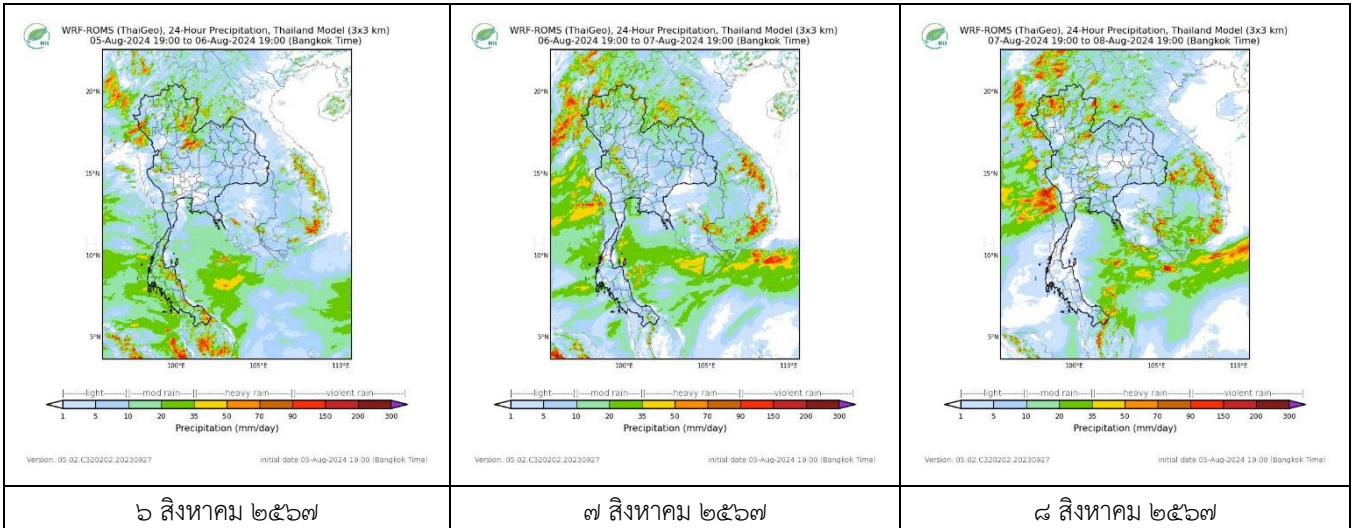 WRF-ROMS (ThaiGeo), 24-Hour Precipitation, Thailand Model (3x3 km)
05-Aug-2024 19:00 to 06-Aug-2024 19:00 (Bangkok Time)
20°N
15°N
10°N
5°N
100°E 105°E 110°E
light mod rain heavy rain violent rain
1 5 10 20 35 50 70 90 150 200 300
Precipitation (mm/day)
Version: 05.02.C320202.20230927 initial date 05-Aug-2024 19:00 (Bangkok Time)
๖ สิงหาคม ๒๕๖๗
WRF-ROMS (ThaiGeo), 24-Hour Precipitation, Thailand Model (3x3 km)
06-Aug-2024 19:00 to 07-Aug-2024 19:00 (Bangkok Time)
20°N
15°N
10°N
5°N
100°E 105°E 110°E
light mod rain heavy rain violent rain
1 5 10 20 35 50 70 90 150 200 300
Precipitation (mm/day)
Version: 05.02.C320202.20230927 initial date 05-Aug-2024 19:00 (Bangkok Time)
๗ สิงหาคม ๒๕๖๗
WRF-ROMS (ThaiGeo), 24-Hour Precipitation, Thailand Model (3x3 km)
07-Aug-2024 19:00 to 08-Aug-2024 19:00 (Bangkok Time)
20°N
15°N
10°N
5°N
100°E 105°E 110°E
light mod rain heavy rain violent rain
1 5 10 20 35 50 70 90 150 200 300
Precipitation (mm/day)
Version: 05.02.C320202.20230927 initial date 05-Aug-2024 19:00 (Bangkok Time)
๘ สิงหาคม ๒๕๖๗